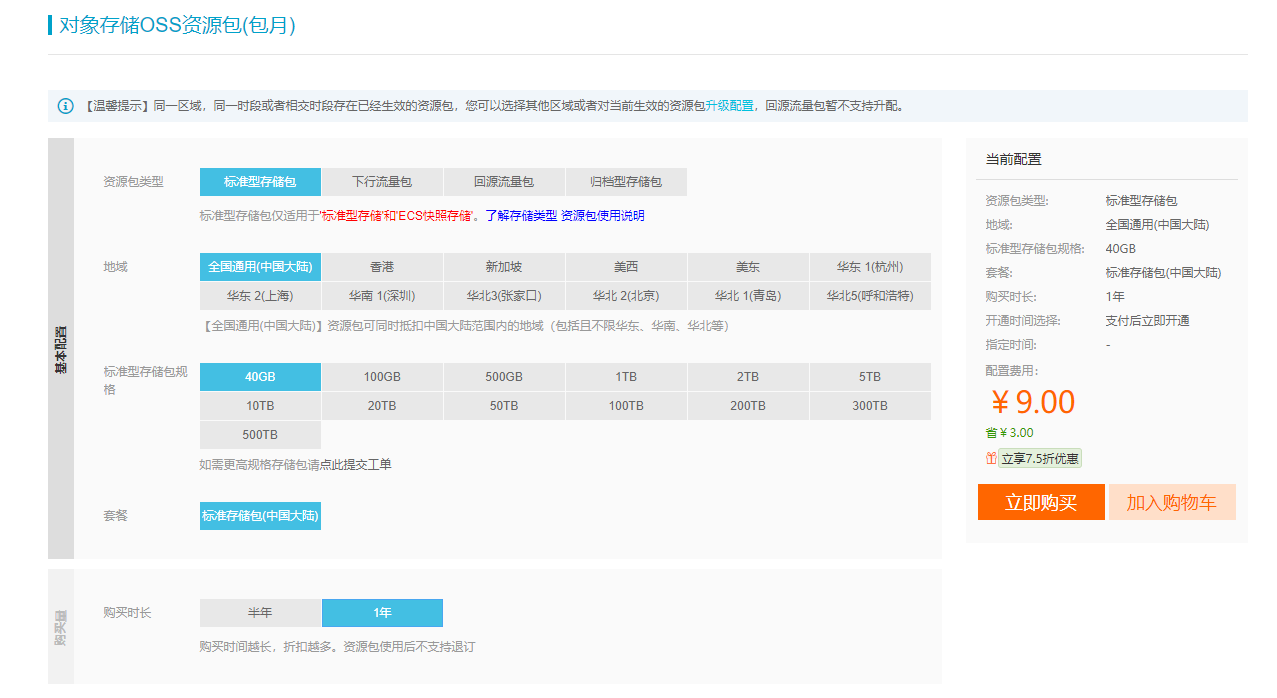 对象存储OSS资源包(包月)
【温馨提示】同一区域，同一时段或者相交时段存在已经生效的资源包，您可以选择其他区域或者对当前生效的资源包升级配置，回源流量包暂不支持升配。
基本配置
资源包类型
标准型存储包 下行流量包 回源流量包 归档型存储包
标准型存储包仅适用于'标准型存储'和'ECS快照存储'。了解存储类型 资源包使用说明
地域
全国通用(中国大陆) 香港 新加坡 美西 美东 华东 1(杭州)
华东 2(上海) 华南 1(深圳) 华北3(张家口) 华北 2(北京) 华北 1(青岛) 华北5(呼和浩特)
【全国通用(中国大陆)】资源包可同时抵扣中国大陆范围内的地域（包括且不限华东、华南、华北等）
标准型存储包规
格
40GB 100GB 500GB 1TB 2TB 5TB
10TB 20TB 50TB 100TB 200TB 300TB
500TB
如需更高规格存储包请点此提交工单
套餐
标准存储包(中国大陆)
购买量
购买时长
半年 1年
购买时间越长，折扣越多。资源包使用后不支持退订
当前配置
资源包类型: 标准型存储包
地域: 全国通用(中国大陆)
标准型存储包规格: 40GB
套餐: 标准存储包(中国大陆)
购买时长: 1年
开通时间选择: 支付后立即开通
指定时间: -
配置费用：
¥ 9.00
省 ¥ 3.00
立享7.5折优惠
立即购买 加入购物车